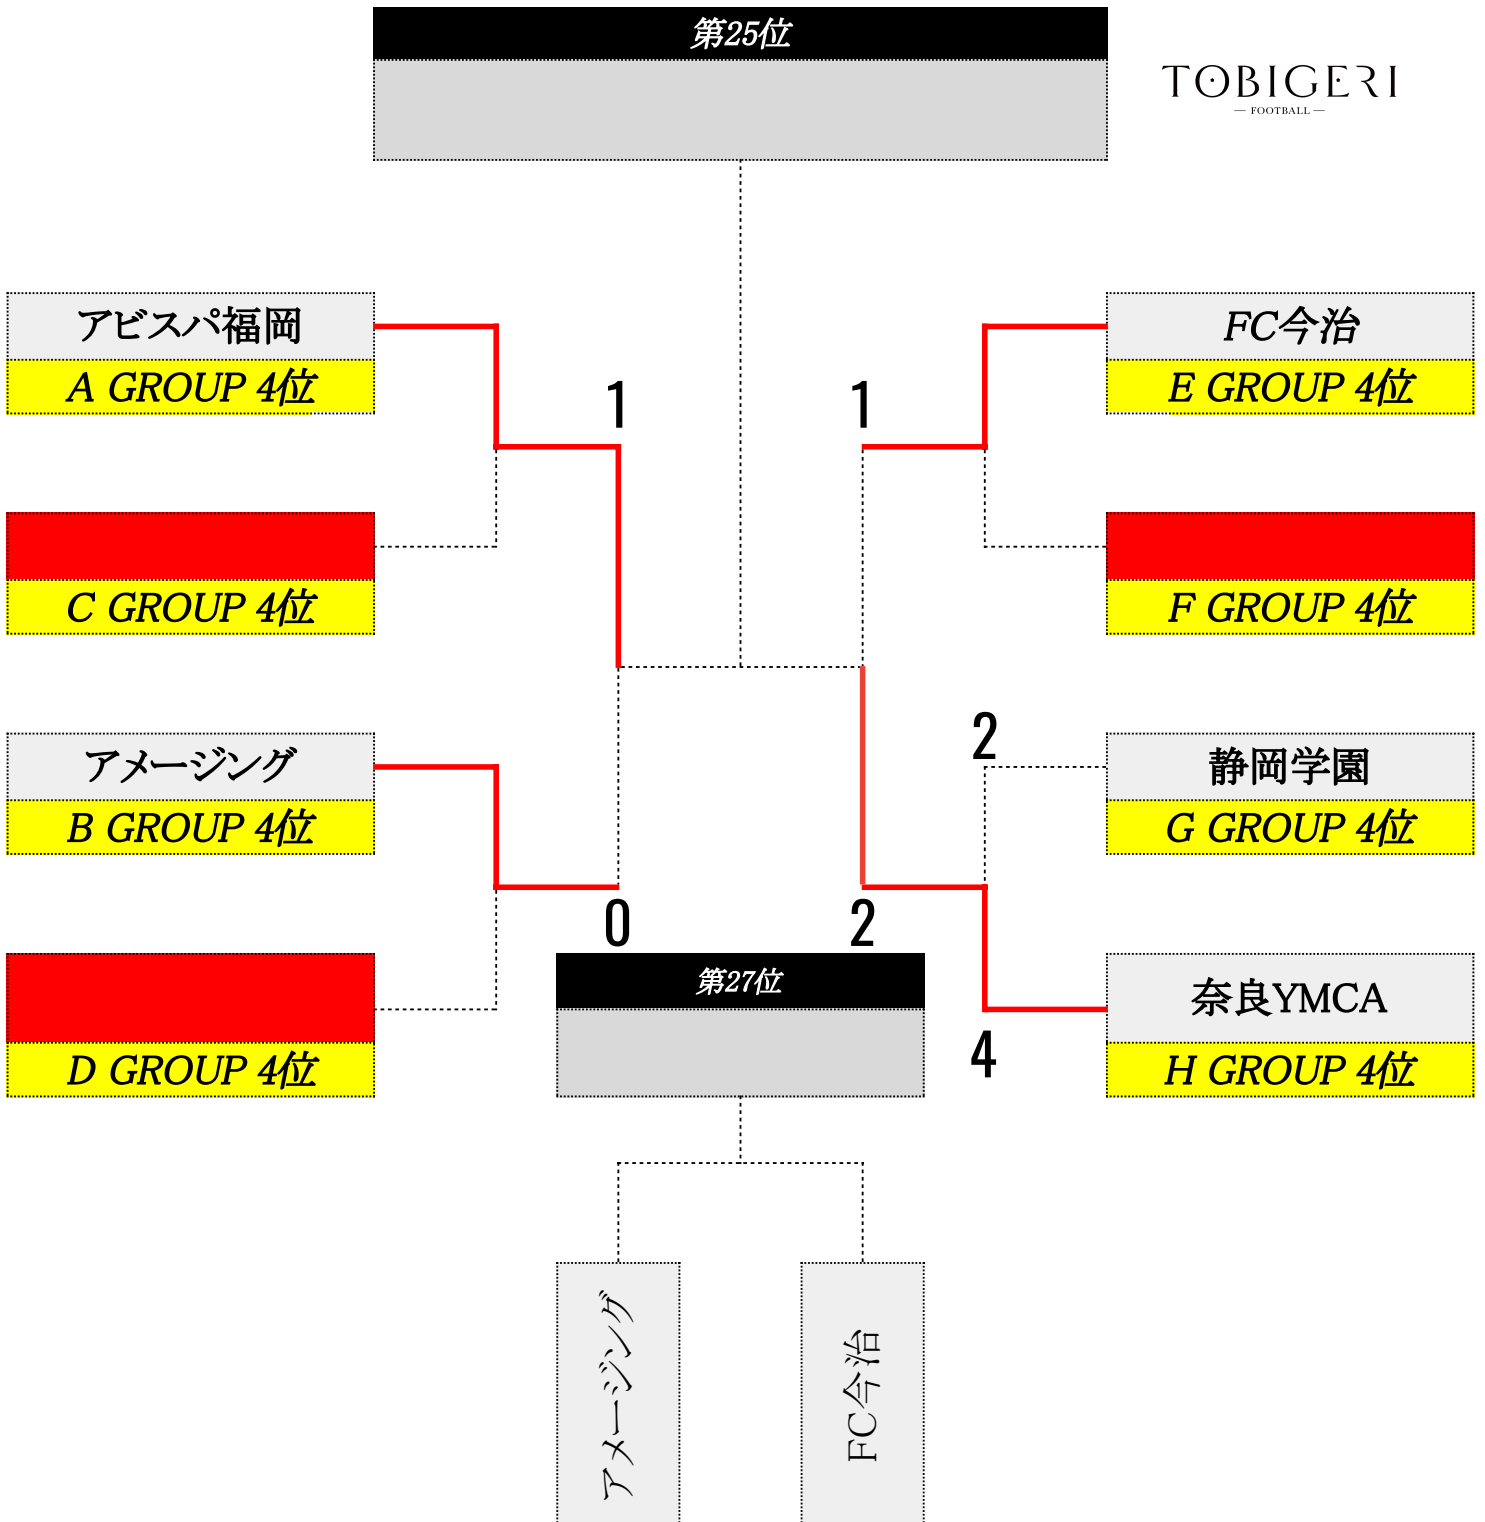 第25位
TOBIGERI
FOOTBALL
アビスパ福岡
A GROUP 4位
FC今治
E GROUP 4位
1
1
C GROUP 4位
F GROUP 4位
アメージング
B GROUP 4位
2
静岡学園
G GROUP 4位
0
2
D GROUP 4位
第27位
奈良YMCA
H GROUP 4位
4
アメージング
FC今治